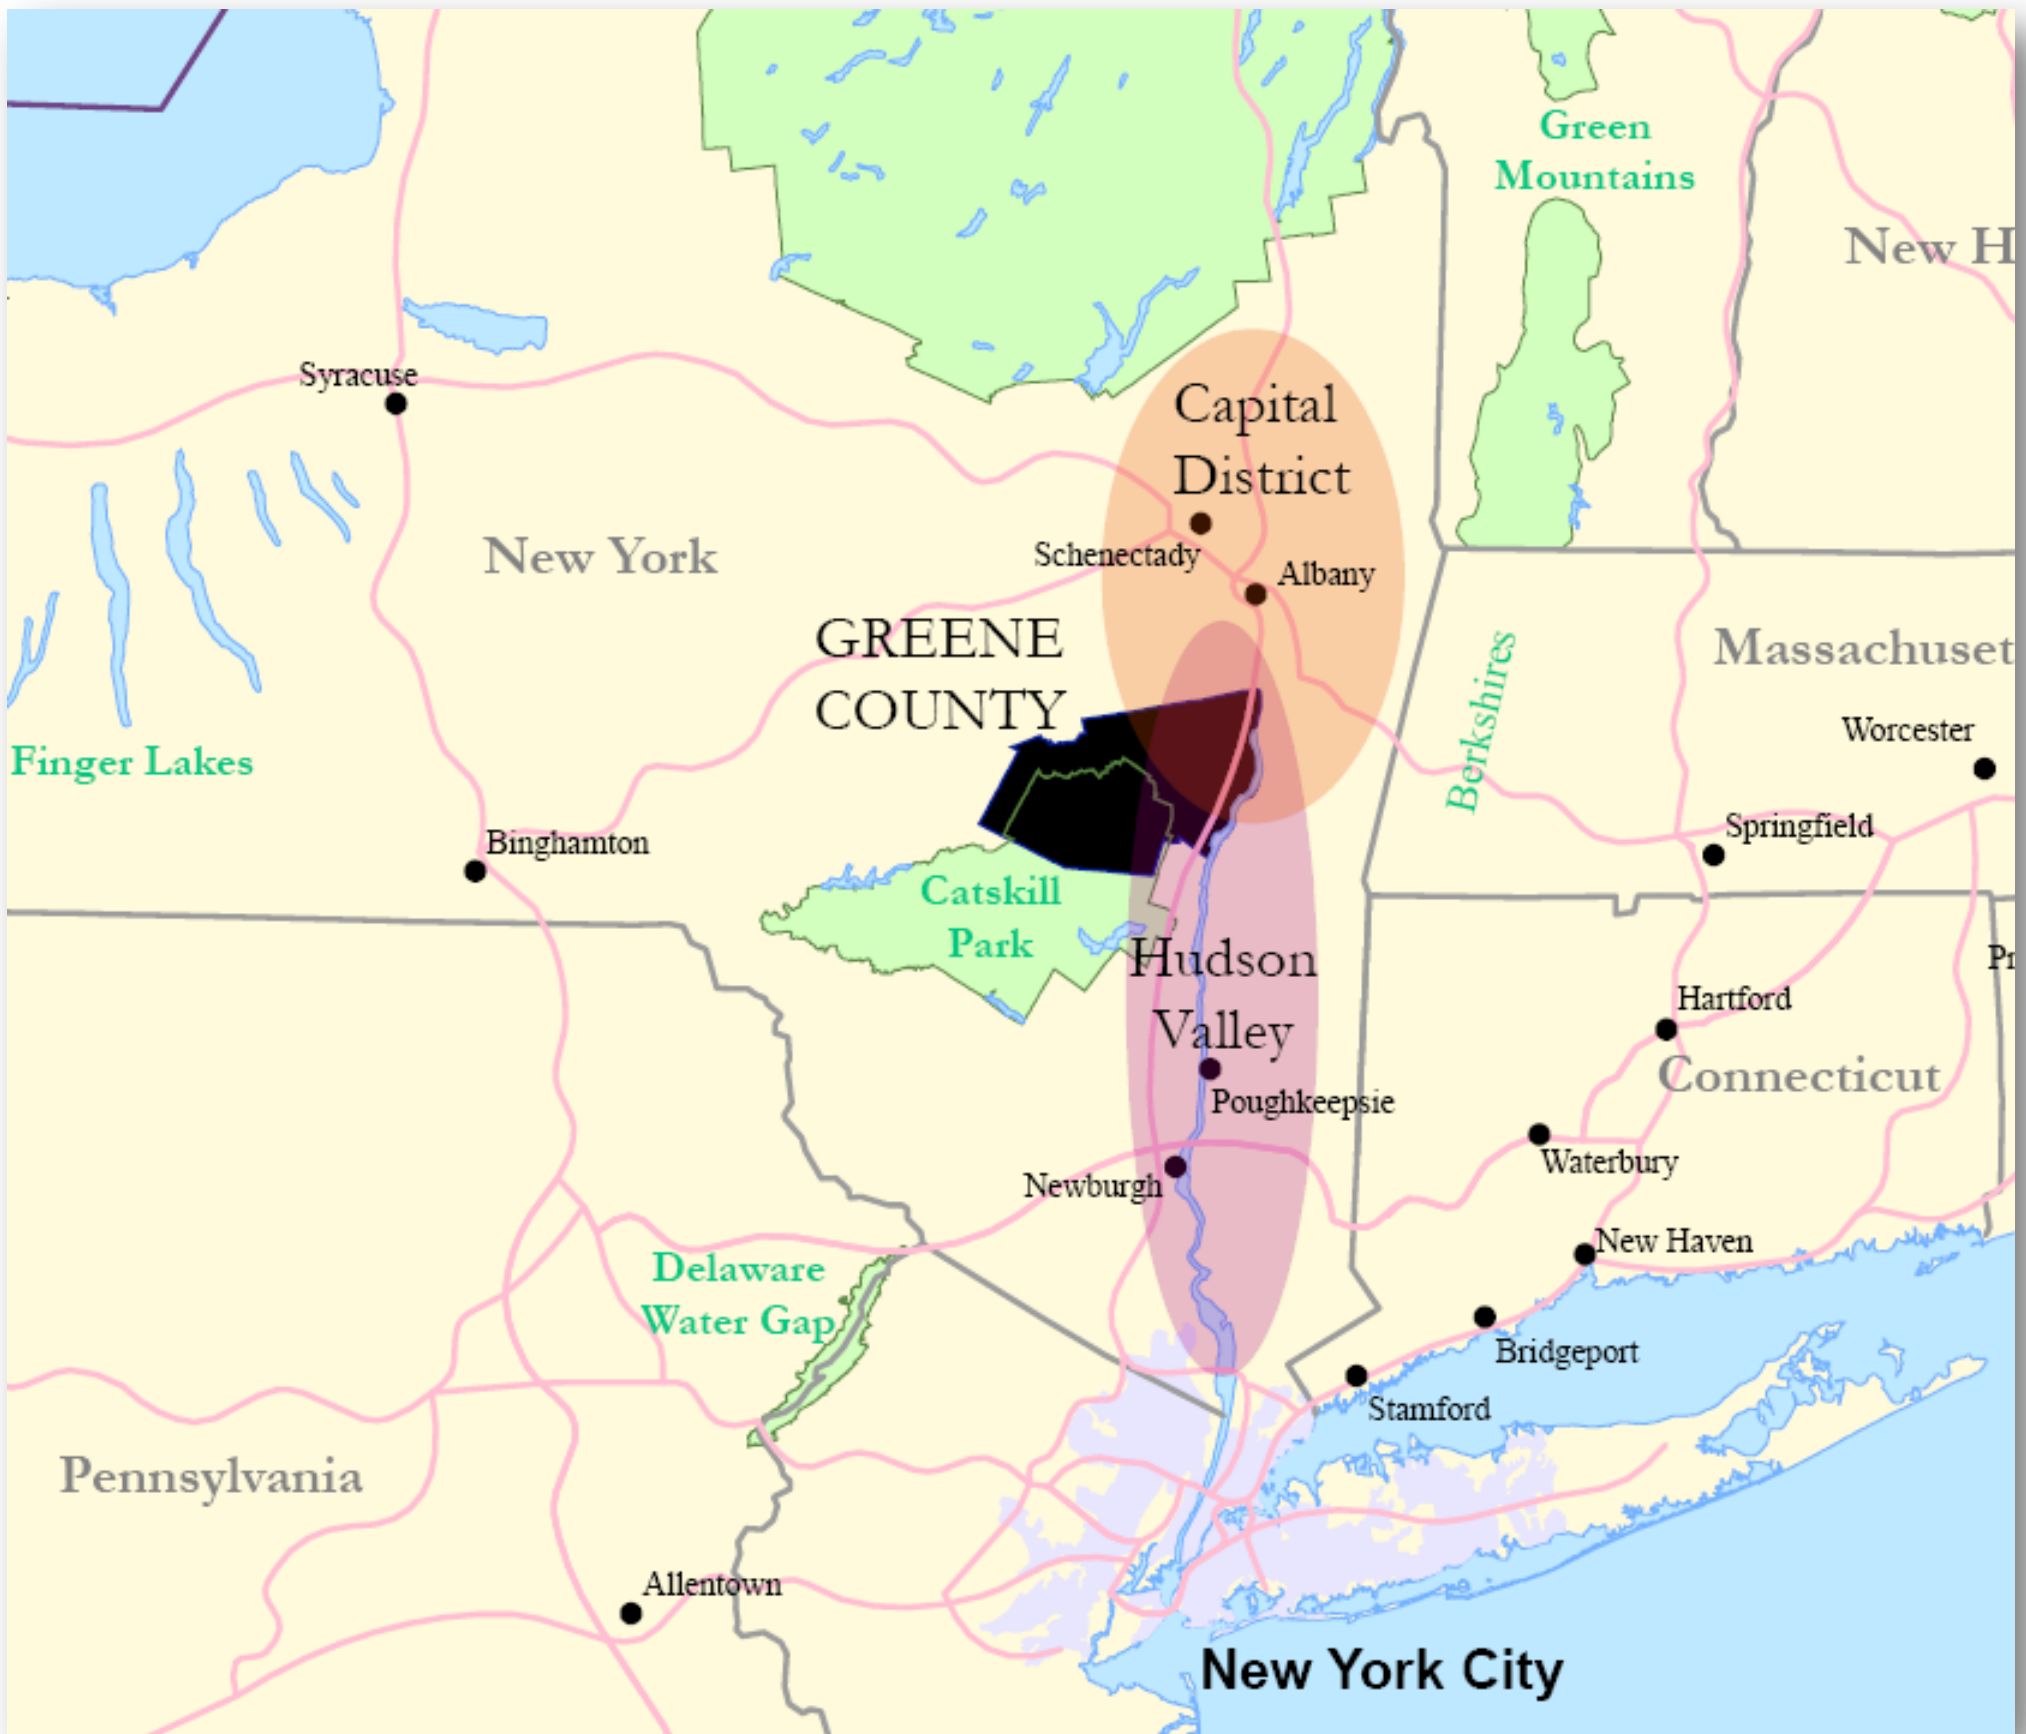 Green
Mountains
New H
Syracuse
Capital
District
New York
Schenectady
Albany
GREENE
COUNTY
Massachuset
Berkshires
Worcester
Finger Lakes
Springfield
Binghamton
Catskill
Park
Hudson
Valley
Pr
Hartford
Connecticut
Poughkeepsie
Waterbury
Newburgh
New Haven
Delaware
Water Gap
Bridgeport
Stamford
Pennsylvania
Allentown
New York City